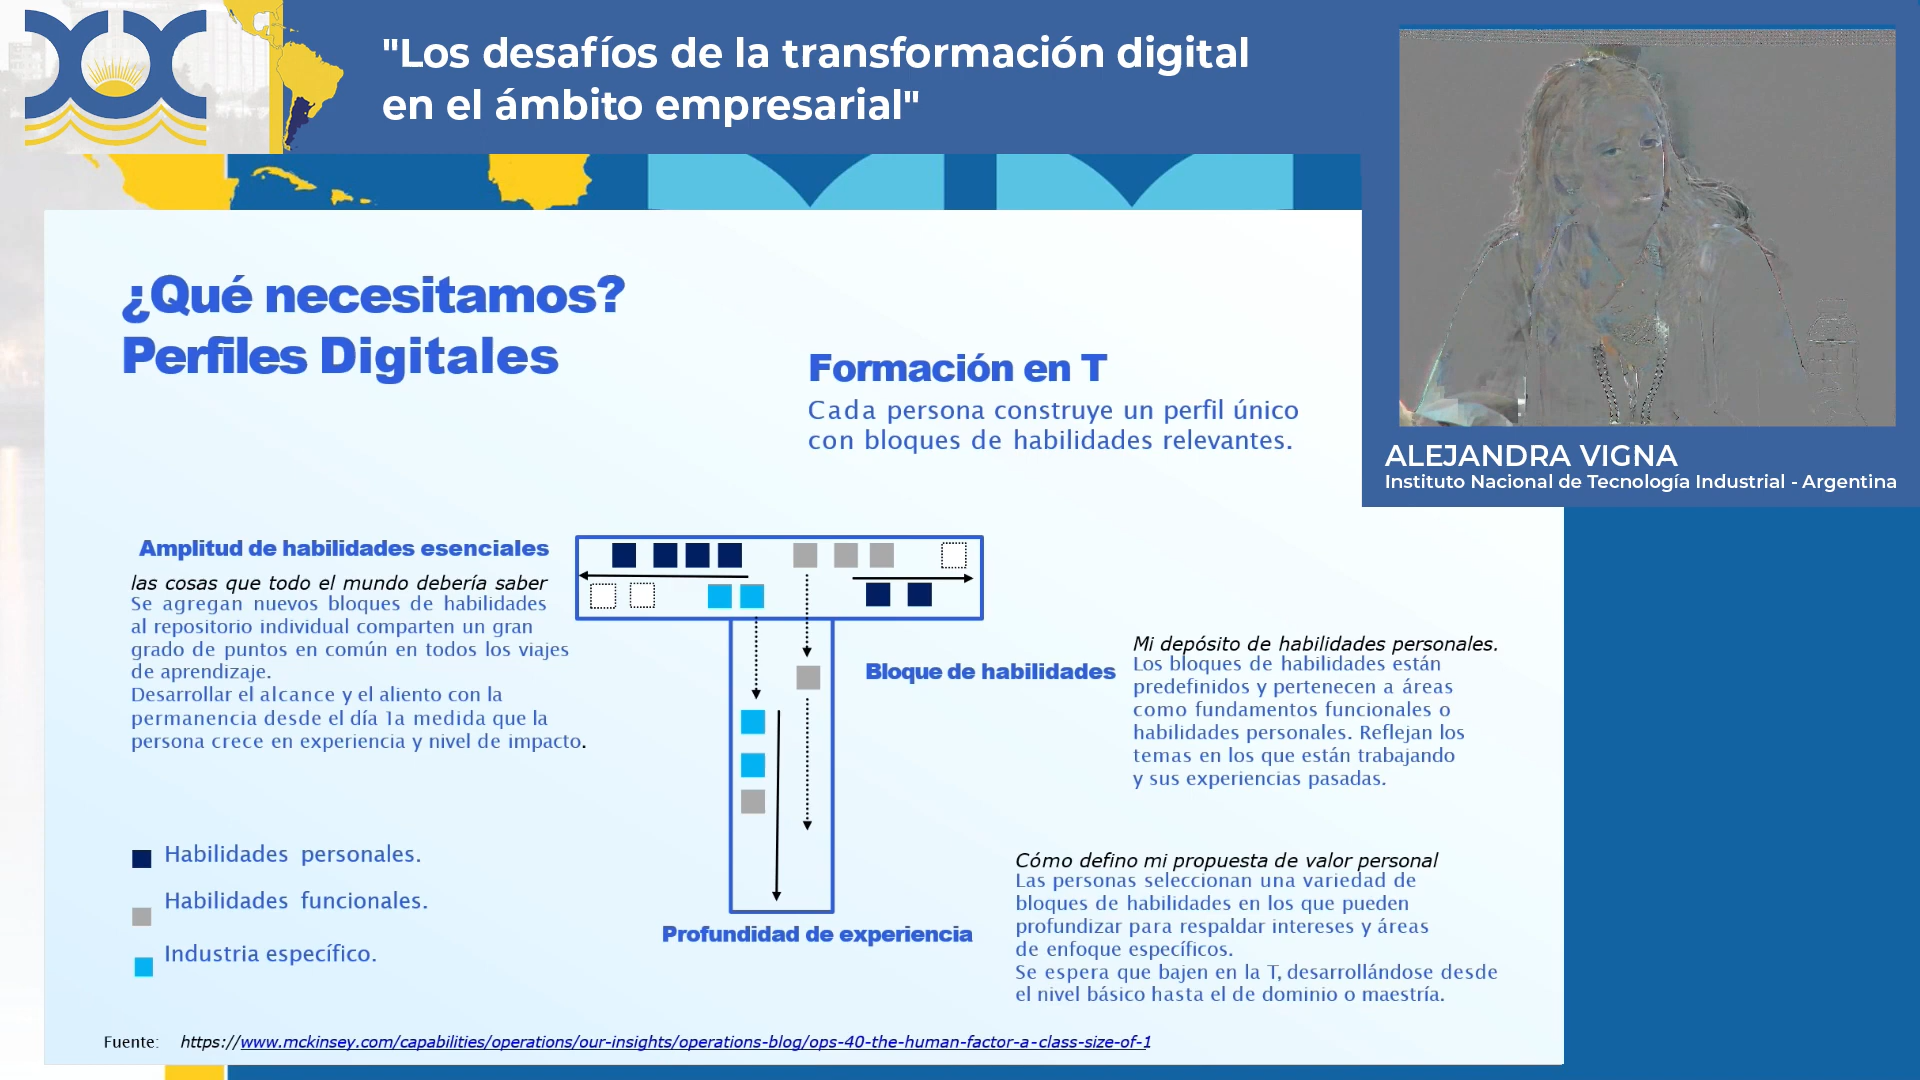 "Los desafíos de la transformación digital
en el ámbito empresarial"
ALEJANDRA VIGNA
Instituto Nacional de Tecnología Industrial - Argentina
¿Qué necesitamos?
Perfiles Digitales
Formación en T
Cada persona construye un perfil único
con bloques de habilidades relevantes.
Amplitud de habilidades esenciales
las cosas que todo el mundo debería saber
Se agregan nuevos bloques de habilidades
al repositorio individual comparten un gran
grado de puntos en común en todos los viajes
de aprendizaje.
Desarrollar el alcance y el aliento con la
permanencia desde el día 1a medida que la
persona crece en experiencia y nivel de impacto.
Bloque de habilidades
Mi depósito de habilidades personales.
Los bloques de habilidades están
predefinidos y pertenecen a áreas
como fundamentos funcionales o
habilidades personales. Reflejan los
temas en los que están trabajando
y sus experiencias pasadas.
Habilidades personales.
Habilidades funcionales.
Industria específico.
Profundidad de experiencia
Cómo defino mi propuesta de valor personal
Las personas seleccionan una variedad de
bloques de habilidades en los que pueden
profundizar para respaldar intereses y áreas
de enfoque específicos.
Se espera que bajen en la T, desarrollándose desde
el nivel básico hasta el de dominio o maestría.
Fuente: https://www.mckinsey.com/capabilities/operations/our-insights/operations-blog/ops-40-the-human-factor-a-class-size-of-1